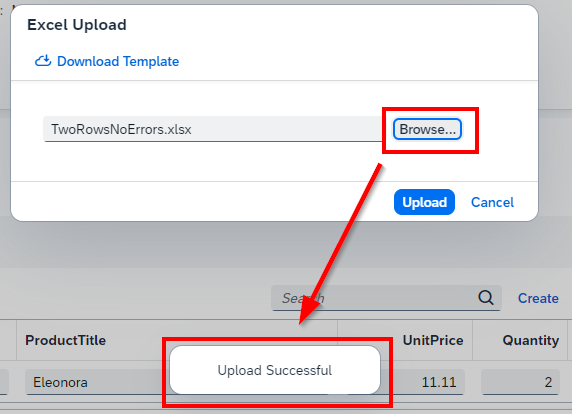 Excel Upload
Download Template
TwoRowsNoErrors.xlsx Browse...
Upload Cancel
Search Create
ProductTitle UnitPrice Quantity
Eleonora Upload Successful 11.11 2